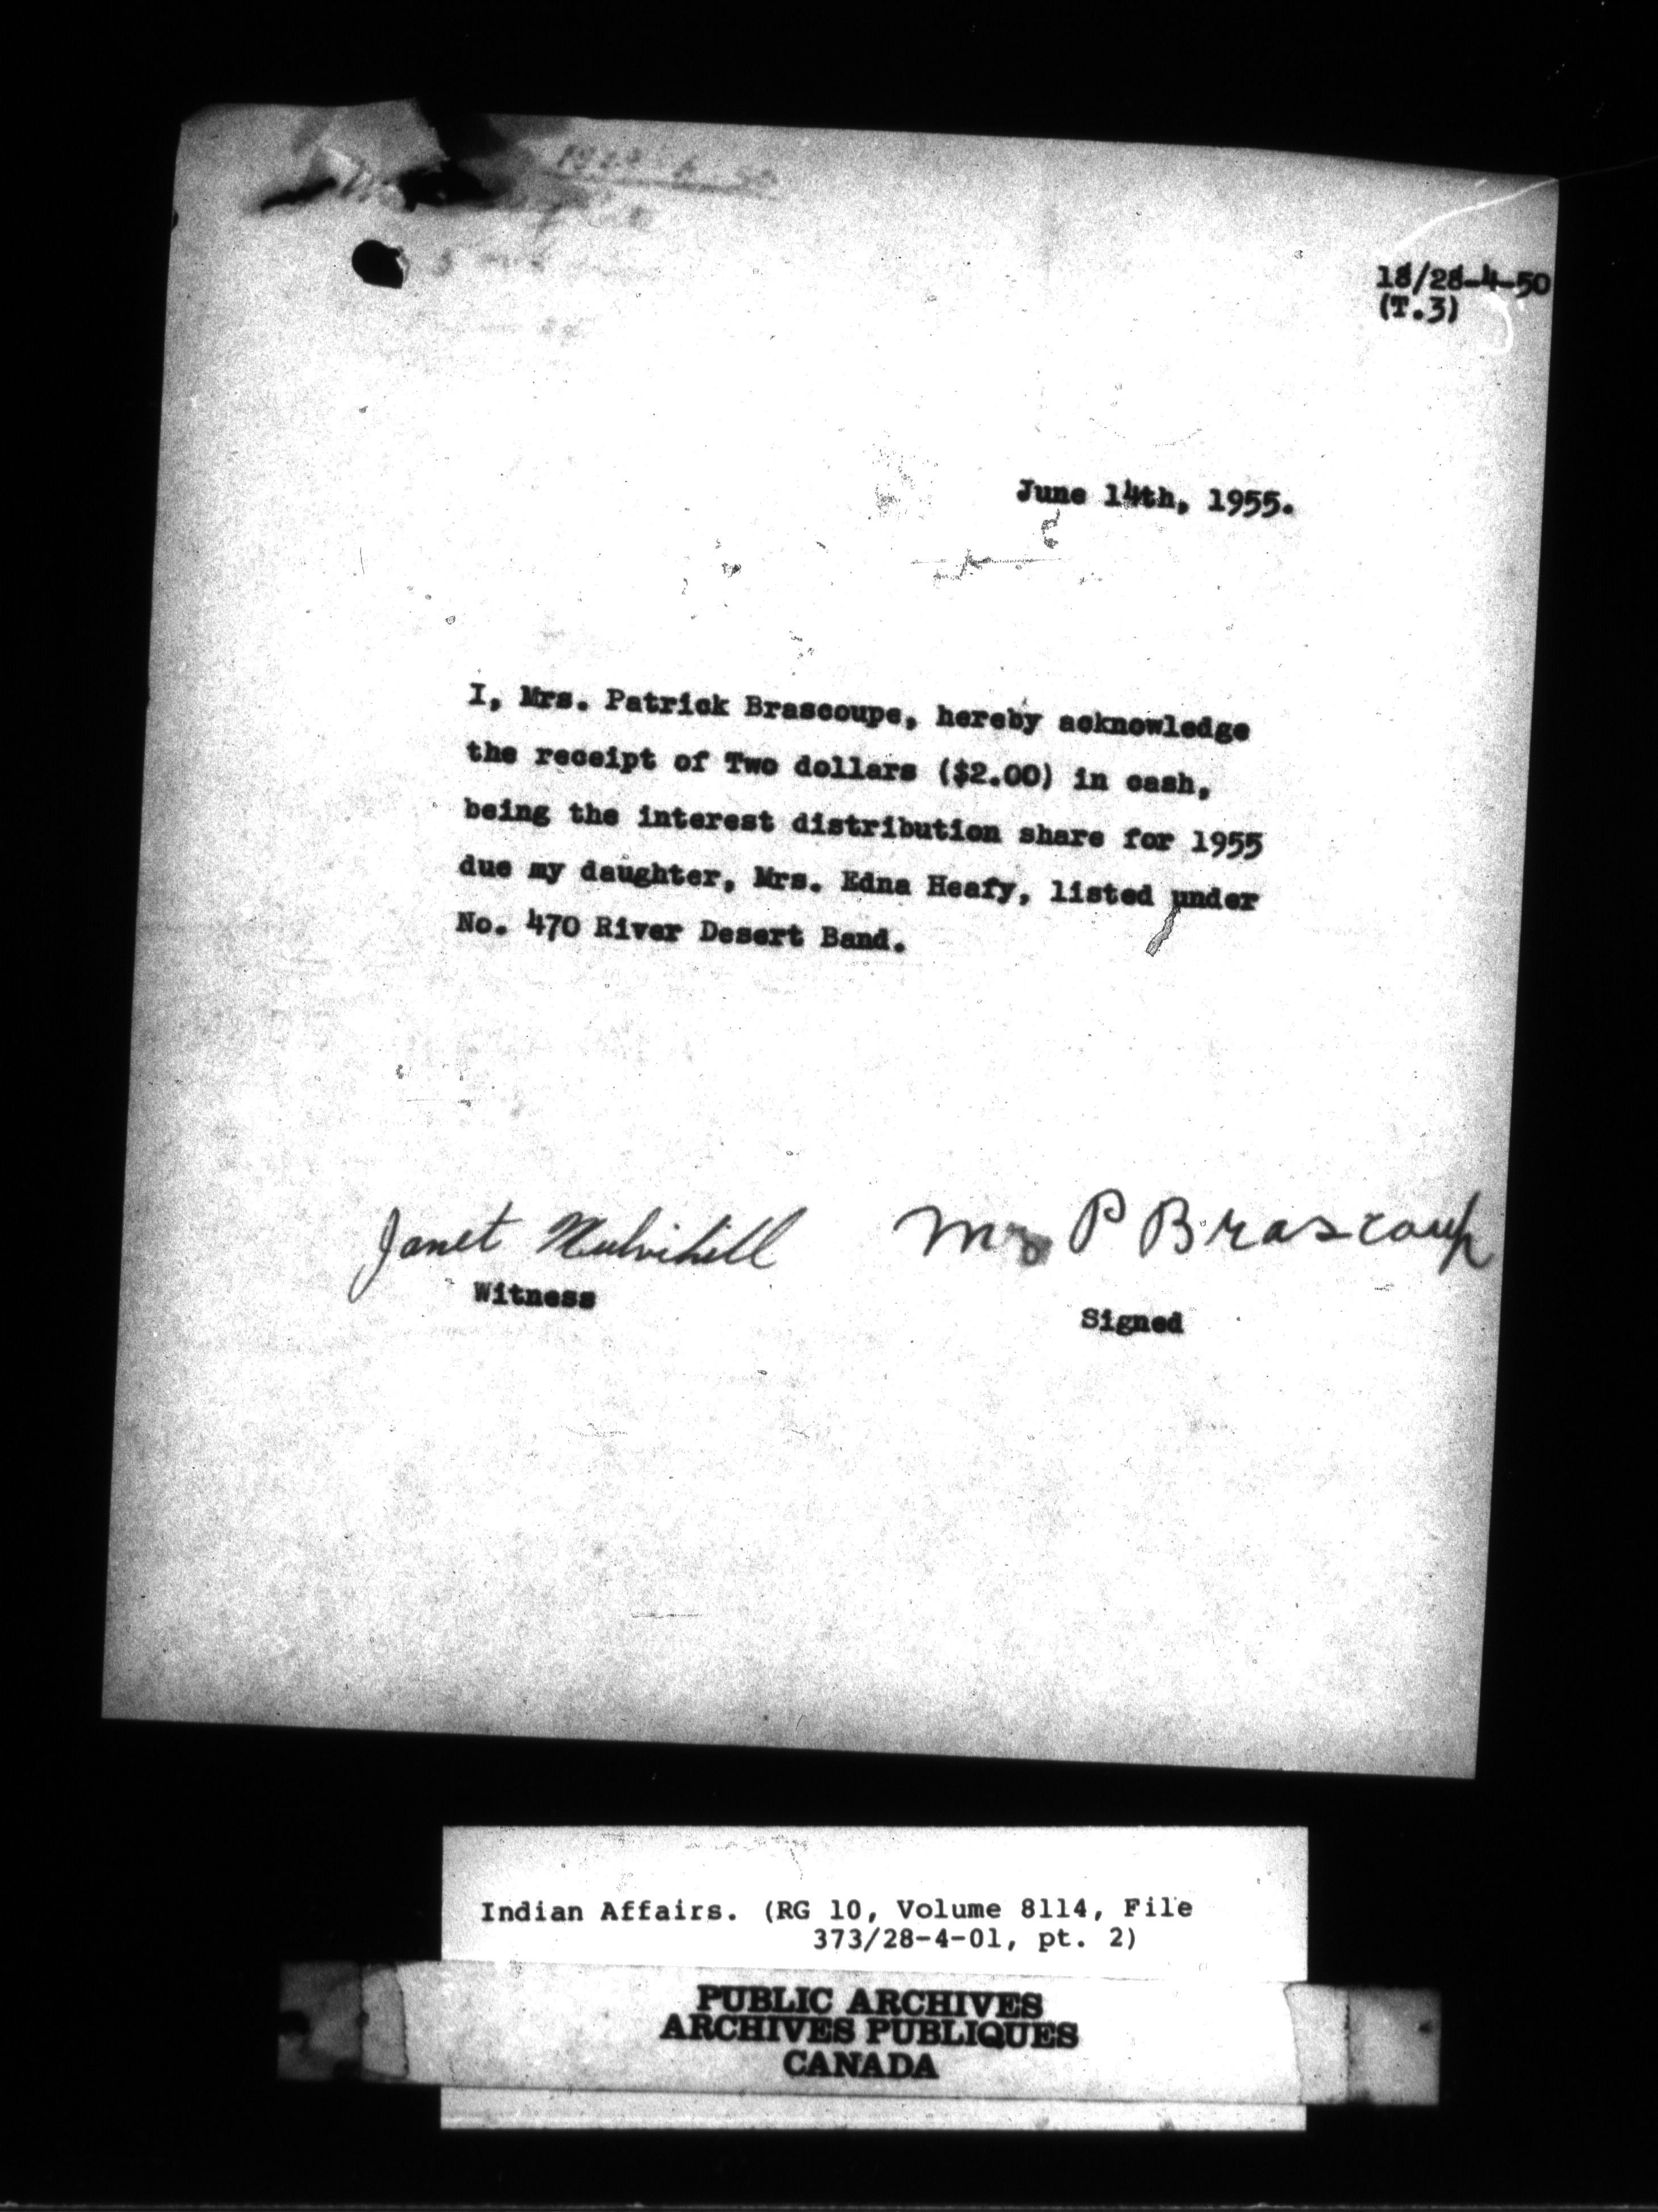 18/28-4-50
(T.3)
June 14th, 1955.
I, Mrs. Patrick Brascoupe, hereby acknowledge
the receipt of Two dollars ($2.00) in cash,
being the interest distribution share for 1955
due my daughter, Mrs. Edna Heafy, listed under
No. 470 River Desert Band.
Janet Mulvihill
Witness
Mrs P Brascoup
Signed
Indian Affairs. (RG 10, Volume 8114, File
373/28-4-01, pt. 2)
PUBLIC ARCHIVES
ARCHIVES PUBLIQUES
CANADA